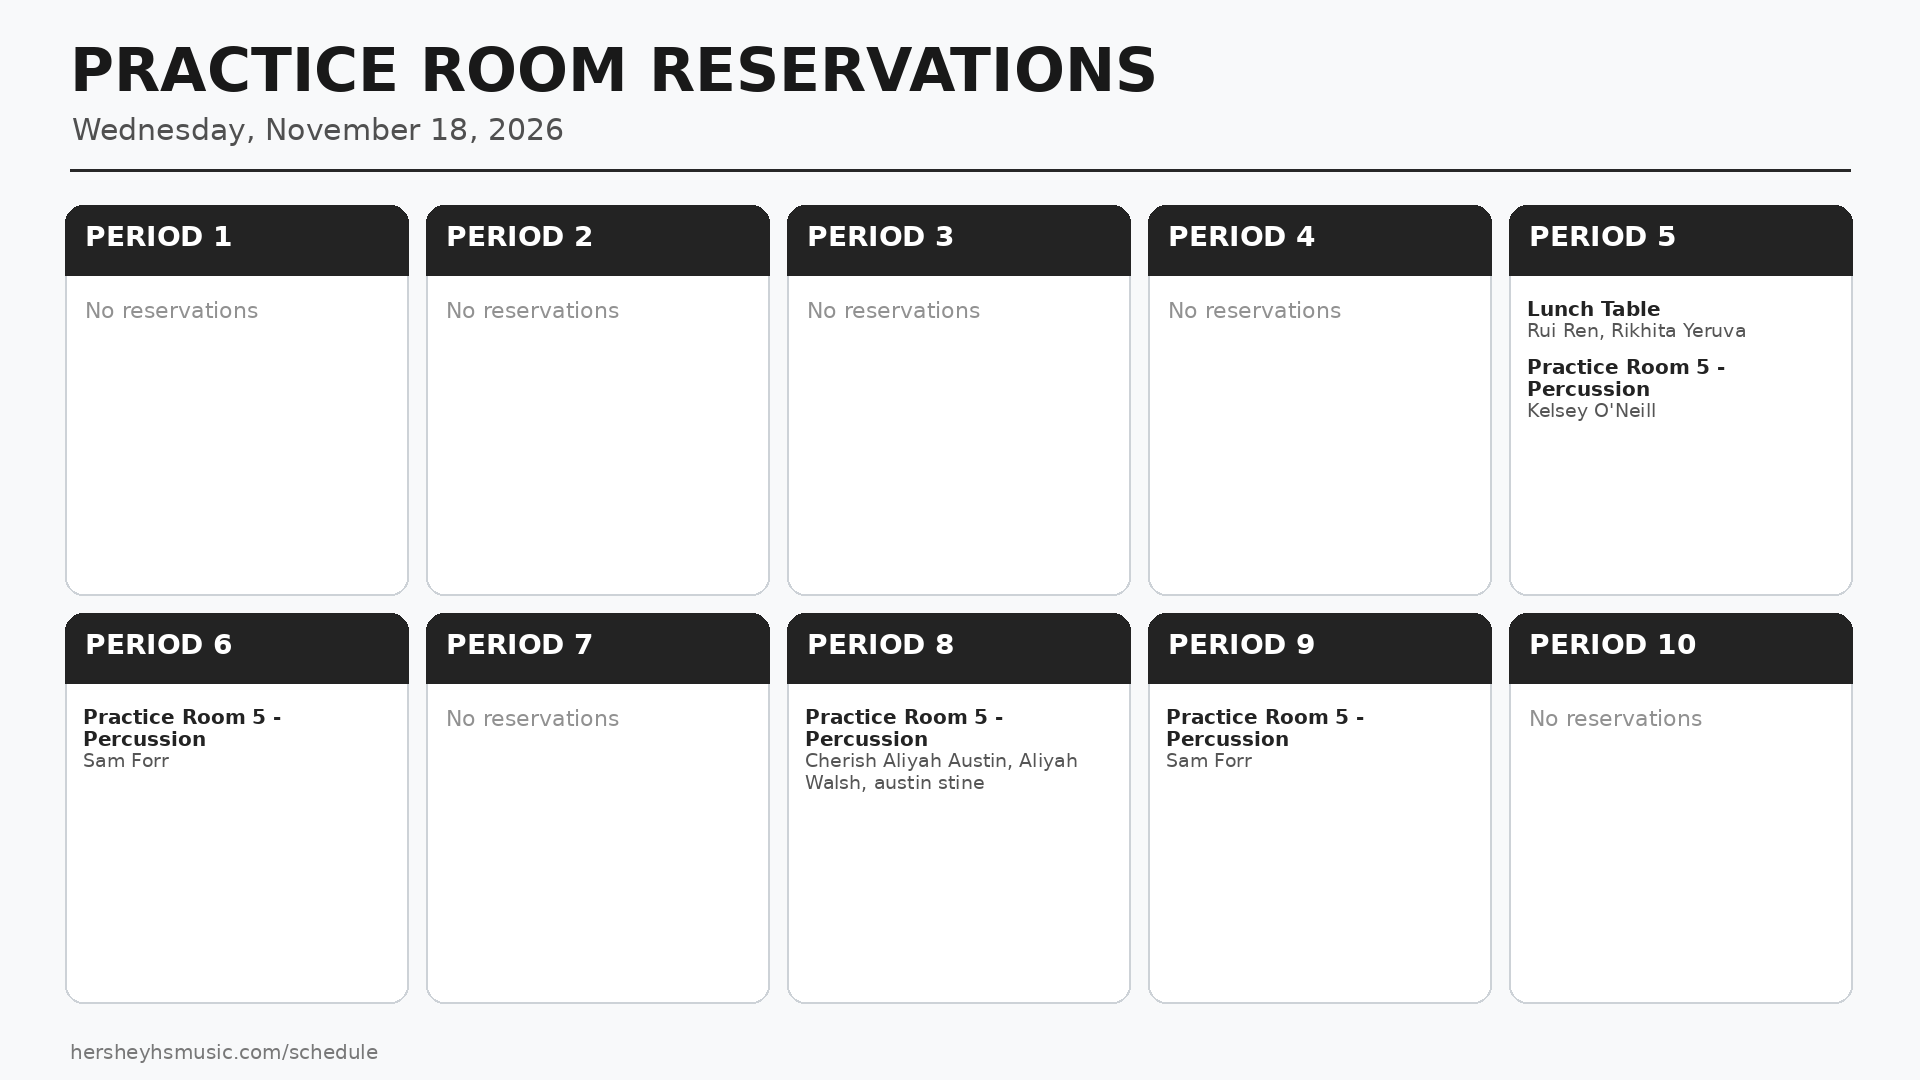 PRACTICE ROOM RESERVATIONS
Wednesday, November 18, 2026
PERIOD 1
No reservations
PERIOD 2
No reservations
PERIOD 3
No reservations
PERIOD 4
No reservations
PERIOD 5
Lunch Table
Rui Ren, Rikhita Yeruva
Practice Room 5 -
Percussion
Kelsey O'Neill
PERIOD 6
Practice Room 5 -
Percussion
Sam Forr
PERIOD 7
No reservations
PERIOD 8
Practice Room 5 -
Percussion
Cherish Aliyah Austin, Aliyah
Walsh, austin stine
PERIOD 9
Practice Room 5 -
Percussion
Sam Forr
PERIOD 10
No reservations
hersheyhsmusic.com/schedule